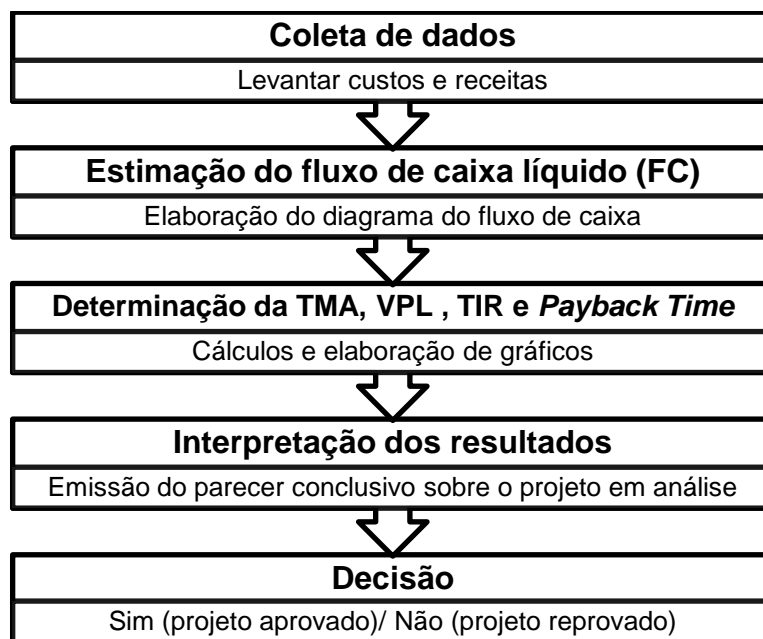 Coleta de dados
Levantar custos e receitas
Estimação do fluxo de caixa líquido (FC)
Elaboração do diagrama do fluxo de caixa
Determinação da TMA, VPL , TIR e Payback Time
Cálculos e elaboração de gráficos
Interpretação dos resultados
Emissão do parecer conclusivo sobre o projeto em análise
Decisão
Sim (projeto aprovado)/ Não (projeto reprovado)